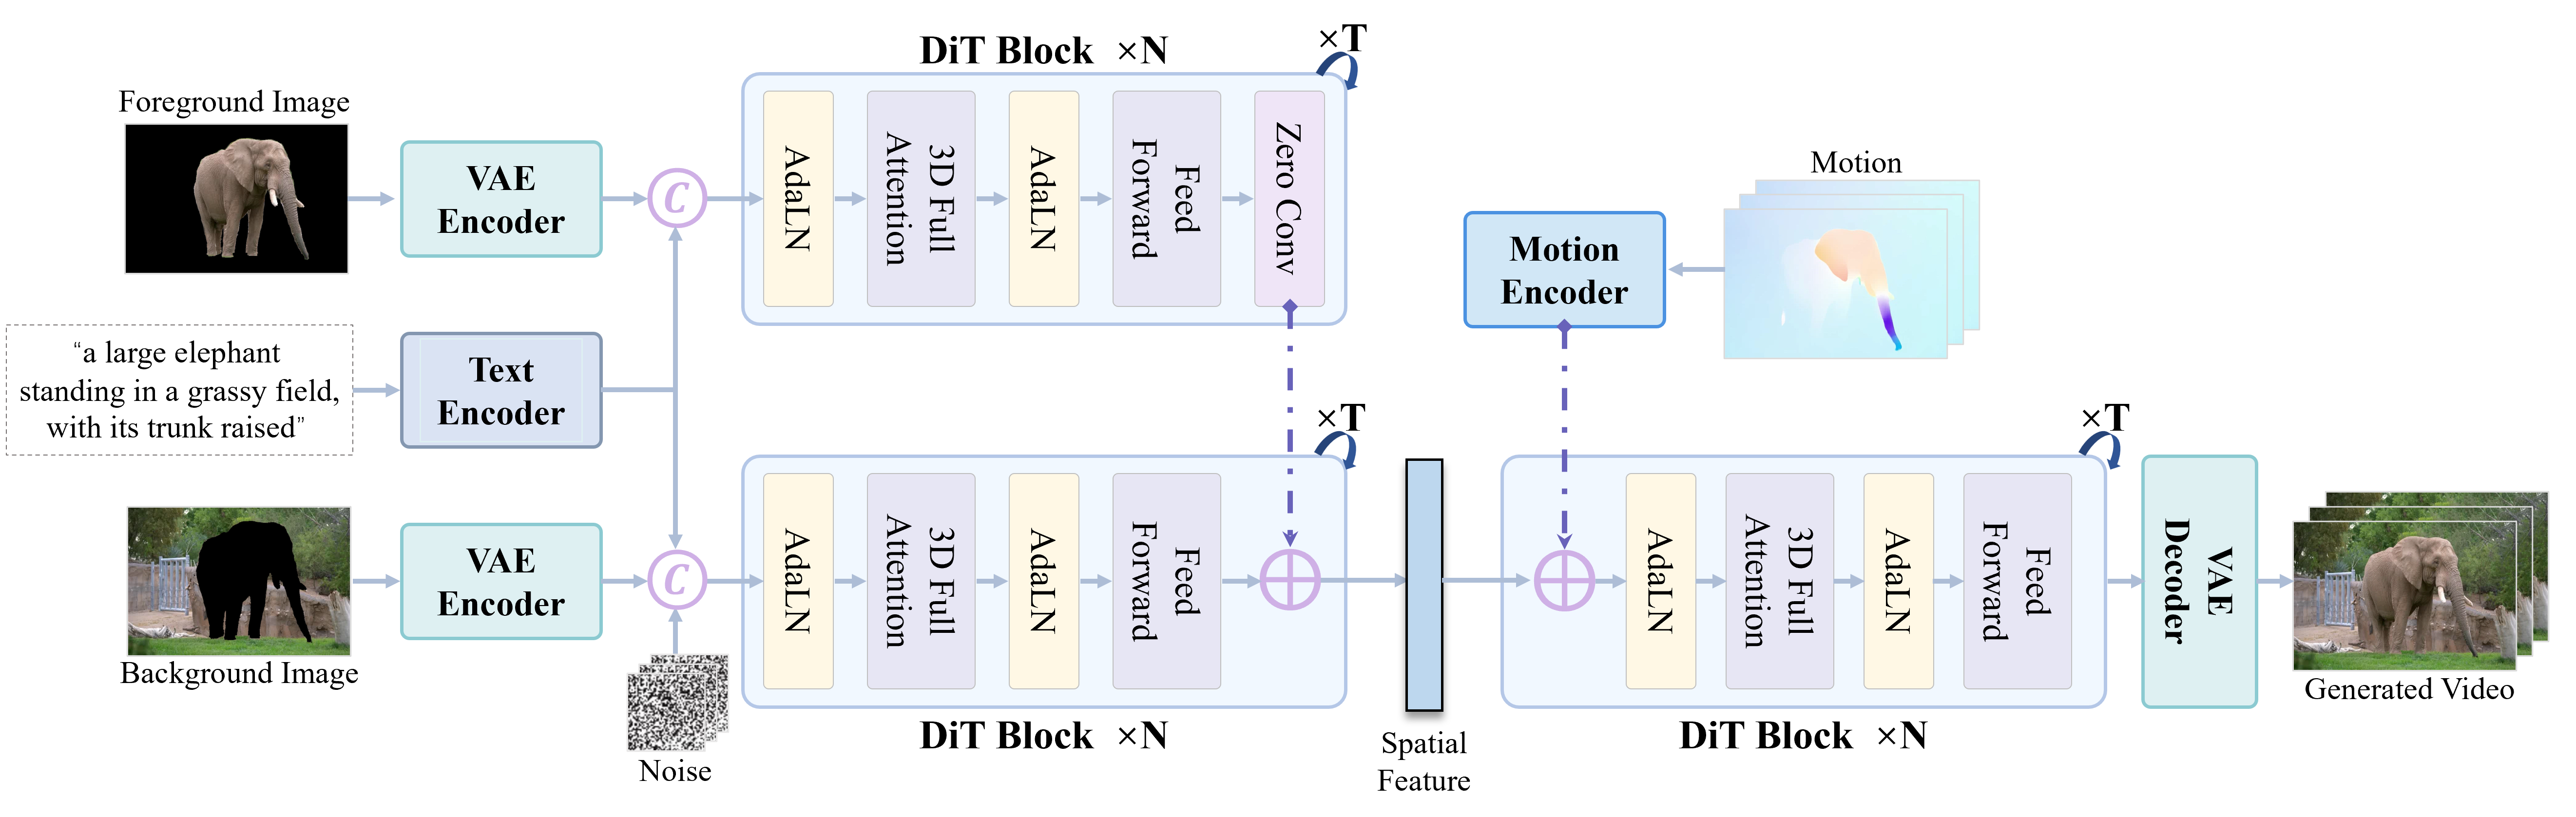 DiT Block ×N
×T
Foreground Image
VAE
Encoder
C
AdaLN
3D Full
Attention
AdaLN
Feed
Forward
Zero Conv
Motion
Motion
Encoder
“a large elephant
standing in a grassy field,
with its trunk raised”
Text
Encoder
×T
×T
VAE
Encoder
C
AdaLN
3D Full
Attention
AdaLN
Feed
Forward
AdaLN
3D Full
Attention
AdaLN
Feed
Forward
VAE
Decoder
Background Image
Noise
DiT Block ×N
Spatial
Feature
DiT Block ×N
Generated Video